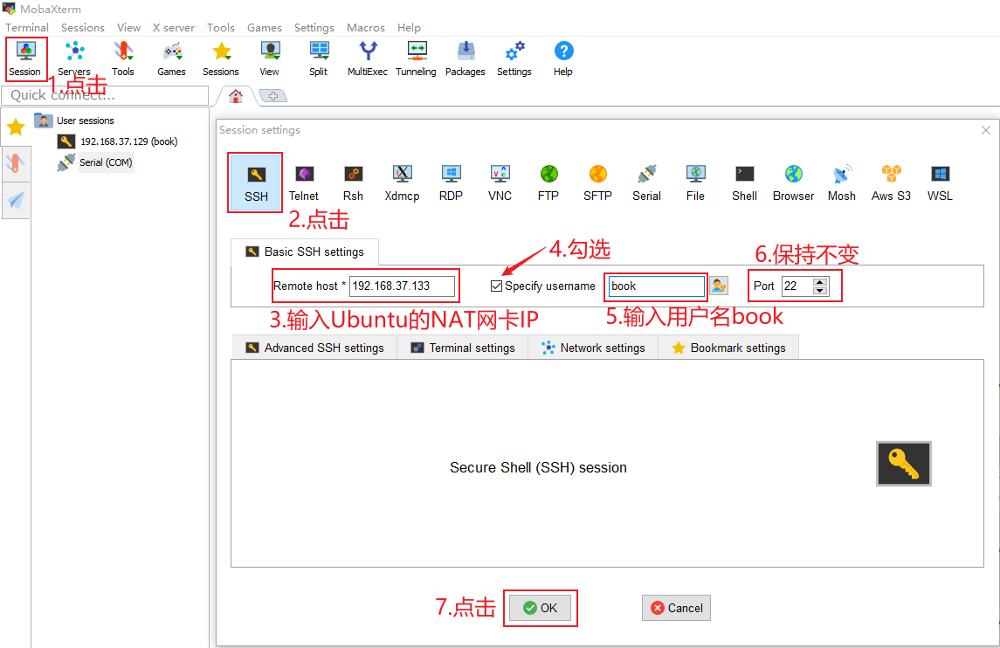 MobaXterm
Terminal Sessions View X server Tools Games Settings Macros Help
Session Servers Tools Games Sessions View Split MultiExec Tunneling Packages Settings Help
1.点击
Quick connect...
User sessions
192.168.37.129 (book)
Serial (COM)
Session settings
SSH Telnet Rsh Xdmcp RDP VNC FTP SFTP Serial File Shell Browser Mosh Aws S3 WSL
2.点击
4.勾选
6.保持不变
Basic SSH settings
Remote host * 192.168.37.133 Specify username book Port 22
3.输入Ubuntu的NAT网卡IP
5.输入用户名book
Advanced SSH settings Terminal settings Network settings Bookmark settings
Secure Shell (SSH) session
7.点击
OK Cancel